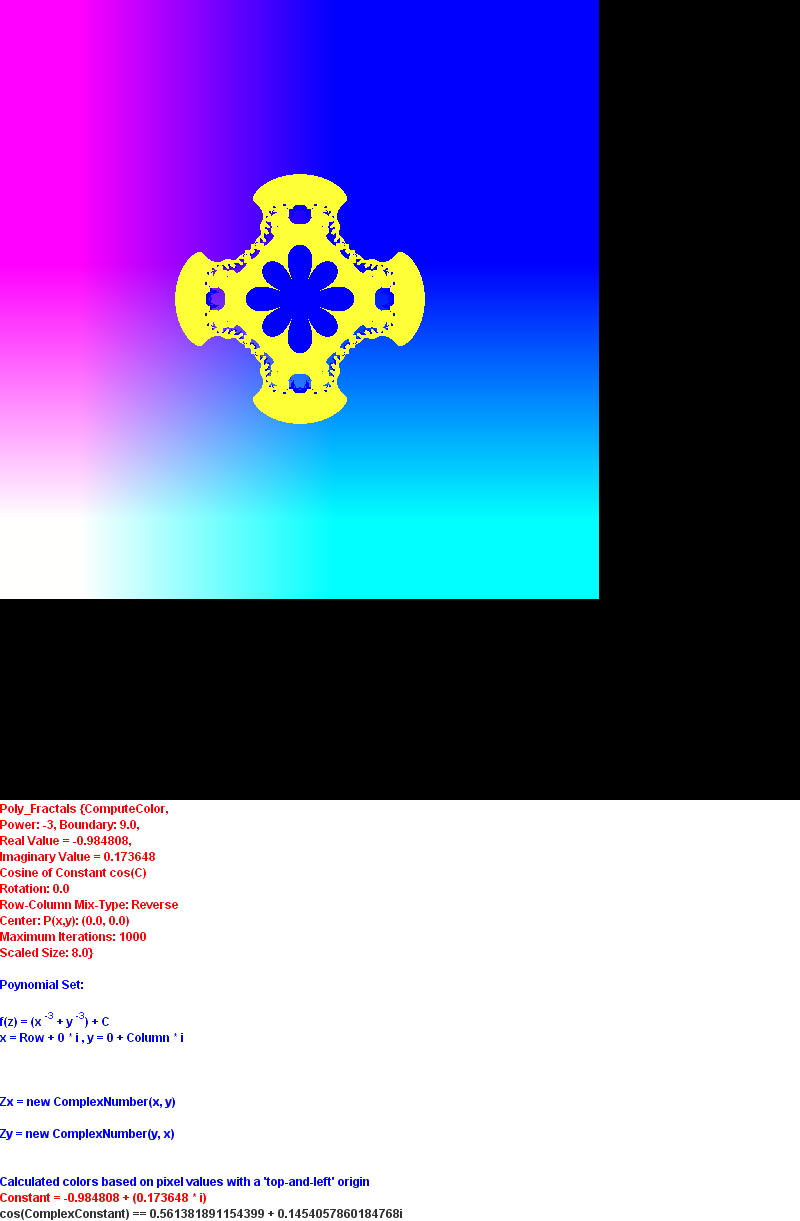 Poly_Fractals {ComputeColor,
Power: -3, Boundary: 9.0,
Real Value = -0.984808,
Imaginary Value = 0.173648
Cosine of Constant cos(C)
Rotation: 0.0
Row-Column Mix-Type: Reverse
Center: P(x,y): (0.0, 0.0)
Maximum Iterations: 1000
Scaled Size: 8.0}
Poynomial Set:
f(z) = (x -3 + y -3) + C
x = Row + 0 * i , y = 0 + Column * i
Zx = new ComplexNumber(x, y)
Zy = new ComplexNumber(y, x)
Calculated colors based on pixel values with a 'top-and-left' origin
Constant = -0.984808 + (0.173648 * i)
cos(ComplexConstant) == 0.561381891154399 + 0.1454057860184768i